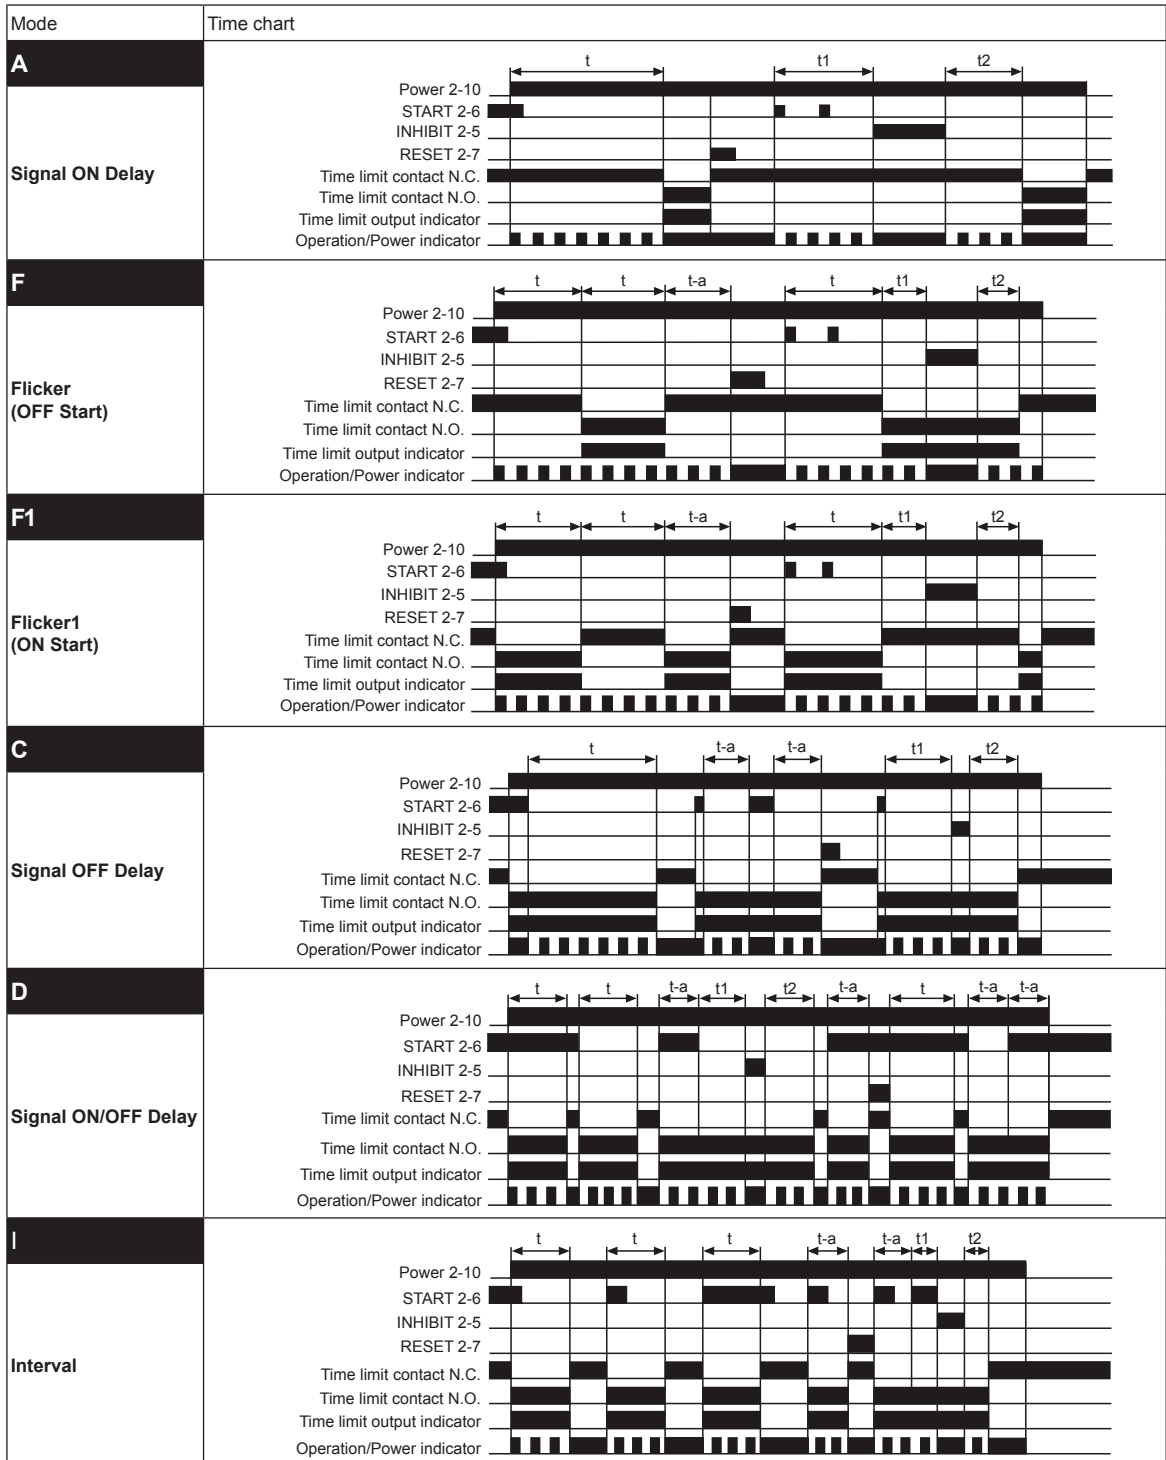 Mode Time chart
A
t t1 t2
Power 2-10
START 2-6
INHIBIT 2-5
RESET 2-7
Signal ON Delay
Time limit contact N.C.
Time limit contact N.O.
Time limit output indicator
Operation/Power indicator
F
t t t-a t t1 t2
Power 2-10
START 2-6
INHIBIT 2-5
RESET 2-7
Flicker
(OFF Start)
Time limit contact N.C.
Time limit contact N.O.
Time limit output indicator
Operation/Power indicator
F1
t t t-a t t1 t2
Power 2-10
START 2-6
INHIBIT 2-5
RESET 2-7
Flicker1
(ON Start)
Time limit contact N.C.
Time limit contact N.O.
Time limit output indicator
Operation/Power indicator
C
t t-a t-a t1 t2
Power 2-10
START 2-6
INHIBIT 2-5
RESET 2-7
Signal OFF Delay
Time limit contact N.C.
Time limit contact N.O.
Time limit output indicator
Operation/Power indicator
D
t t t-a t1 t2 t-a t t-a t-a
Power 2-10
START 2-6
INHIBIT 2-5
RESET 2-7
Signal ON/OFF Delay
Time limit contact N.C.
Time limit contact N.O.
Time limit output indicator
Operation/Power indicator
I
t t t t-a t-a t1 t2
Power 2-10
START 2-6
INHIBIT 2-5
RESET 2-7
Interval
Time limit contact N.C.
Time limit contact N.O.
Time limit output indicator
Operation/Power indicator